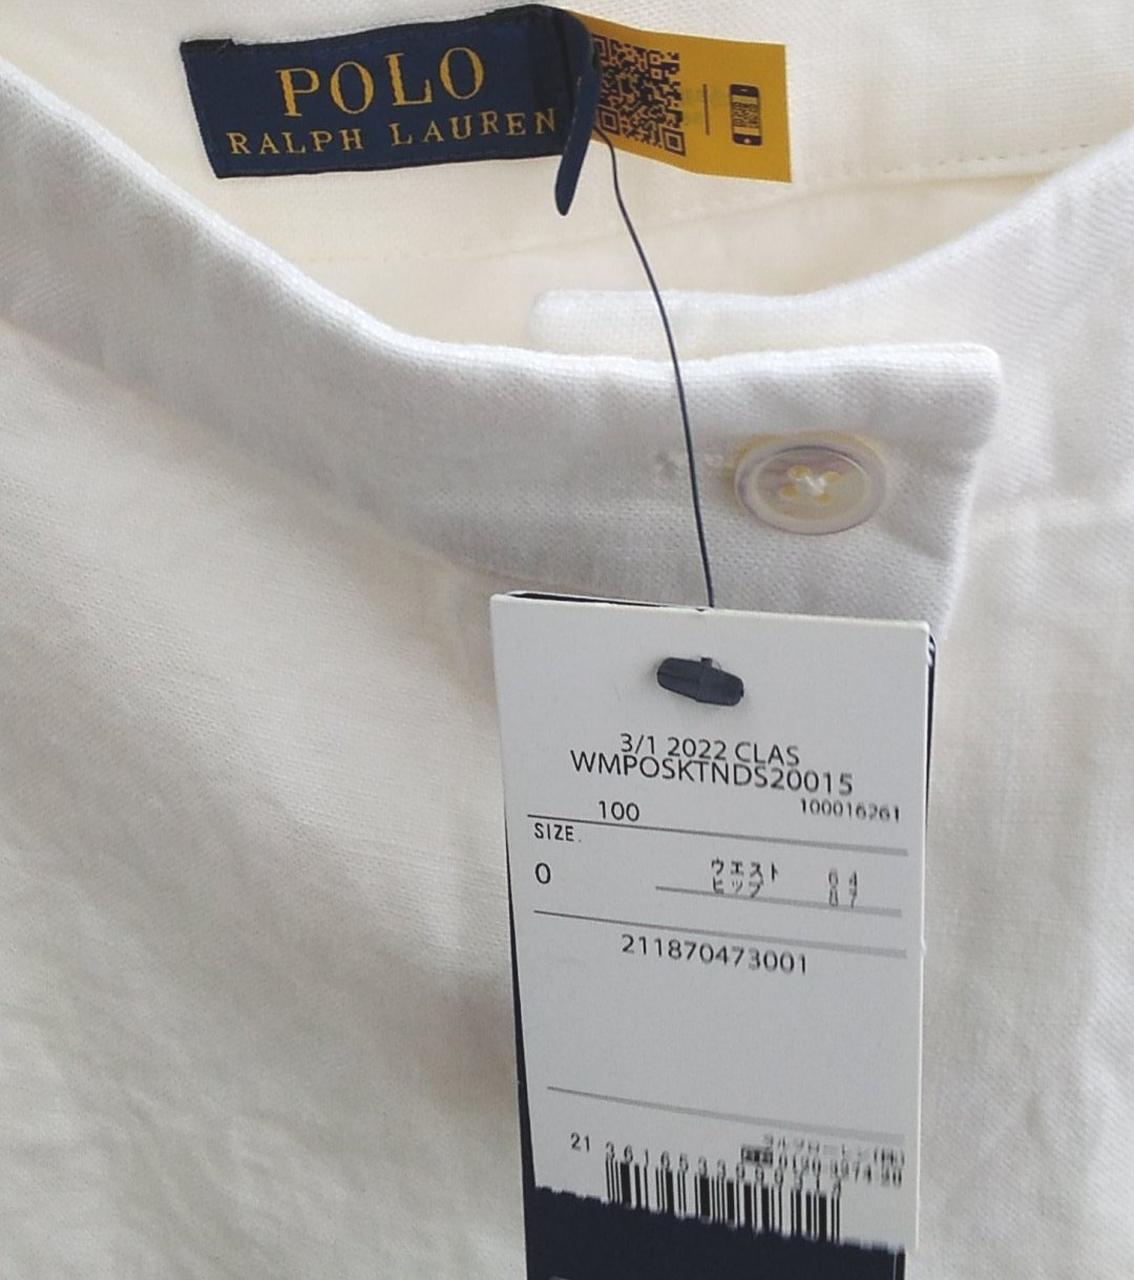 POLO
RALPH LAUREN
3/1 2022 CLAS
WMPOSKTNDS20015
100 100016261
SIZE.
0 ウエスト 64
ヒップ 87
211870473001
21